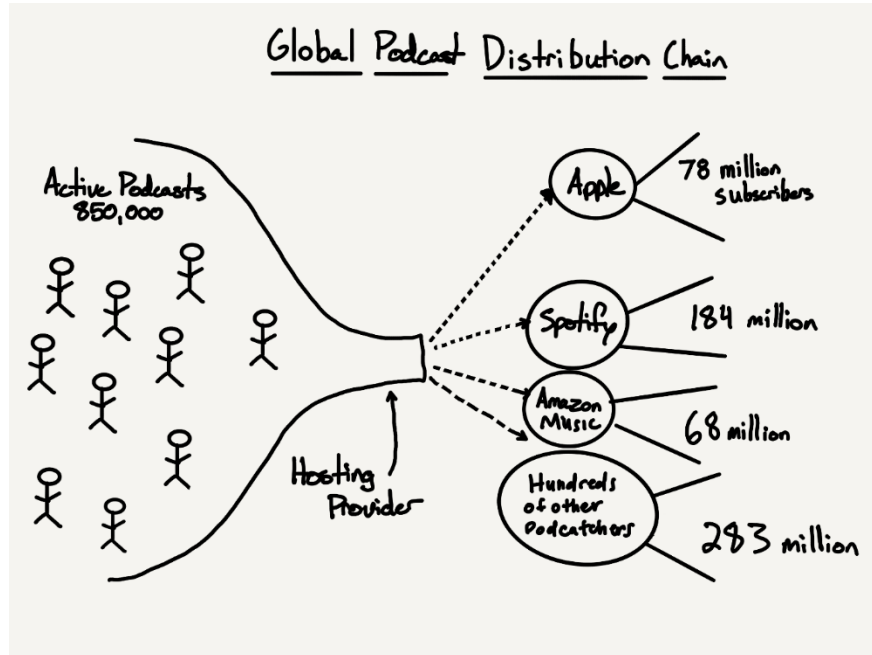 Global Podcast Distribution Chain
Active Podcasts
850,000
Hosting
Provider
Apple
78 million
subscribers
Spotify
184 million
Amazon
Music
68 million
Hundreds
of other
Podcatchers
283 million